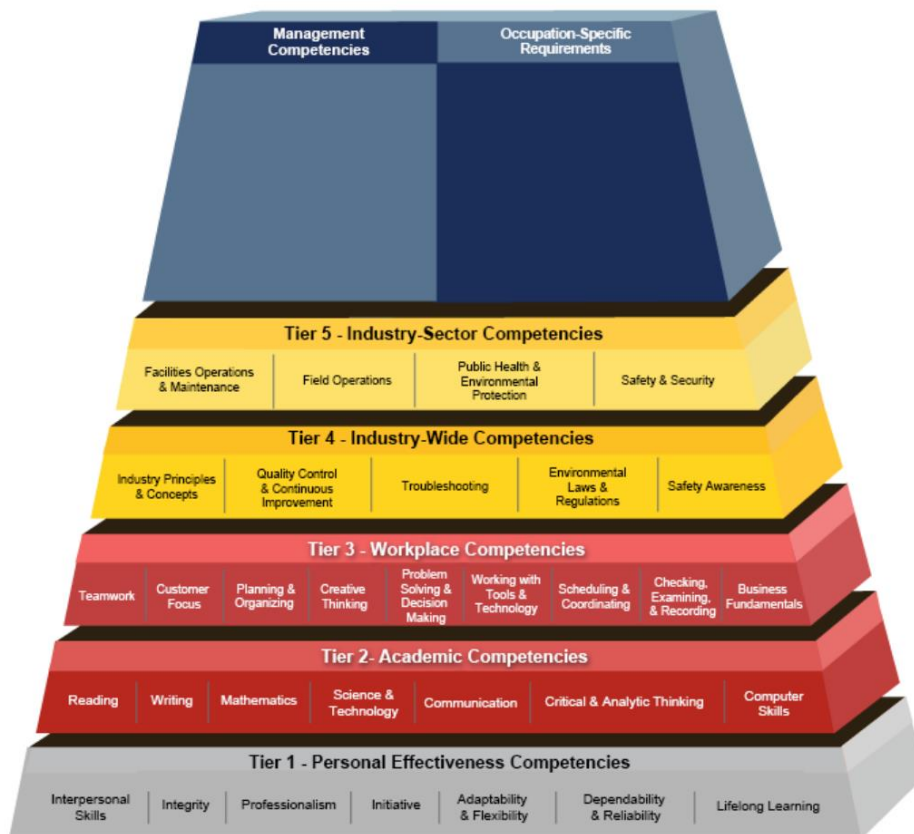 Management
Competencies
Occupation-Specific
Requirements
Tier 5 - Industry-Sector Competencies
Facilities Operations
& Maintenance
Field Operations
Public Health &
Environmental
Protection
Safety & Security
Tier 4 - Industry-Wide Competencies
Industry Principles
& Concepts
Quality Control
& Continuous
Improvement
Troubleshooting
Environmental
Laws &
Regulations
Safety Awareness
Tier 3 - Workplace Competencies
Teamwork
Customer
Focus
Planning &
Organizing
Creative
Thinking
Problem
Solving &
Decision
Making
Working with
Tools &
Technology
Scheduling &
Coordinating
Checking,
Examining,
& Recording
Business
Fundamentals
Tier 2- Academic Competencies
Reading
Writing
Mathematics
Science &
Technology
Communication
Critical & Analytic Thinking
Computer
Skills
Tier 1 - Personal Effectiveness Competencies
Interpersonal
Skills
Integrity
Professionalism
Initiative
Adaptability
& Flexibility
Dependability
& Reliability
Lifelong Learning